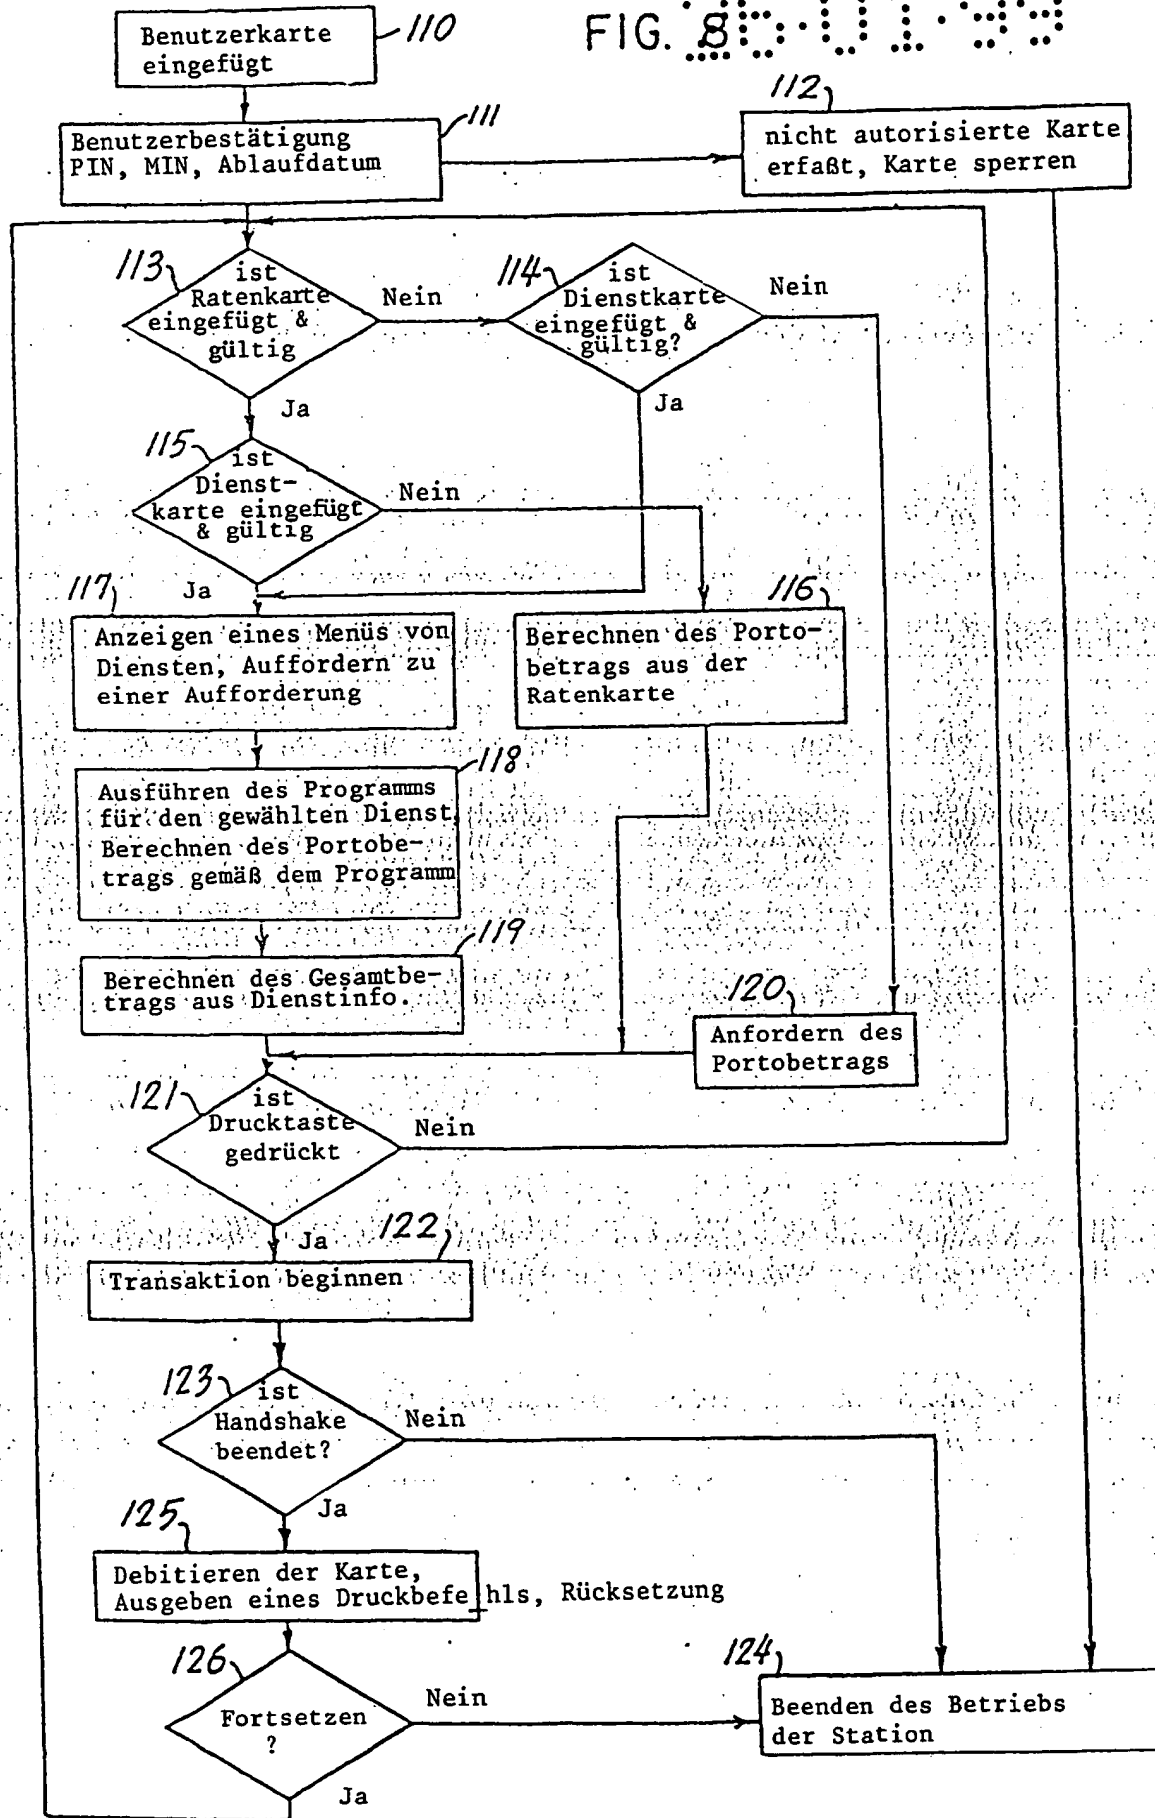 FIG. 8
25·01·99
110
Benutzerkarte
eingefügt
111
Benutzerbestätigung
PIN, MIN, Ablaufdatum
112
nicht autorisierte Karte
erfaßt, Karte sperren
113
ist
Ratenkarte
eingefügt &
gültig
Nein
Ja
114
ist
Dienstkarte
eingefügt &
gültig?
Nein
Ja
115
ist
Dienst-
karte eingefügt
& gültig
Nein
Ja
117
Anzeigen eines Menüs von
Diensten, Auffordern zu
einer Aufforderung
116
Berechnen des Porto-
betrags aus der
Ratenkarte
118
Ausführen des Programms
für den gewählten Dienst
Berechnen des Portobe-
trags gemäß dem Programm
119
Berechnen des Gesamtbe-
trags aus Dienstinfo.
120
Anfordern des
Portobetrags
121
ist
Drucktaste
gedrückt
Nein
Ja
122
Transaktion beginnen
123
ist
Handshake
beendet?
Nein
Ja
125
Debitieren der Karte,
Ausgeben eines Druckbefehls, Rücksetzung
126
Fortsetzen
?
Nein
Ja
124
Beenden des Betriebs
der Station